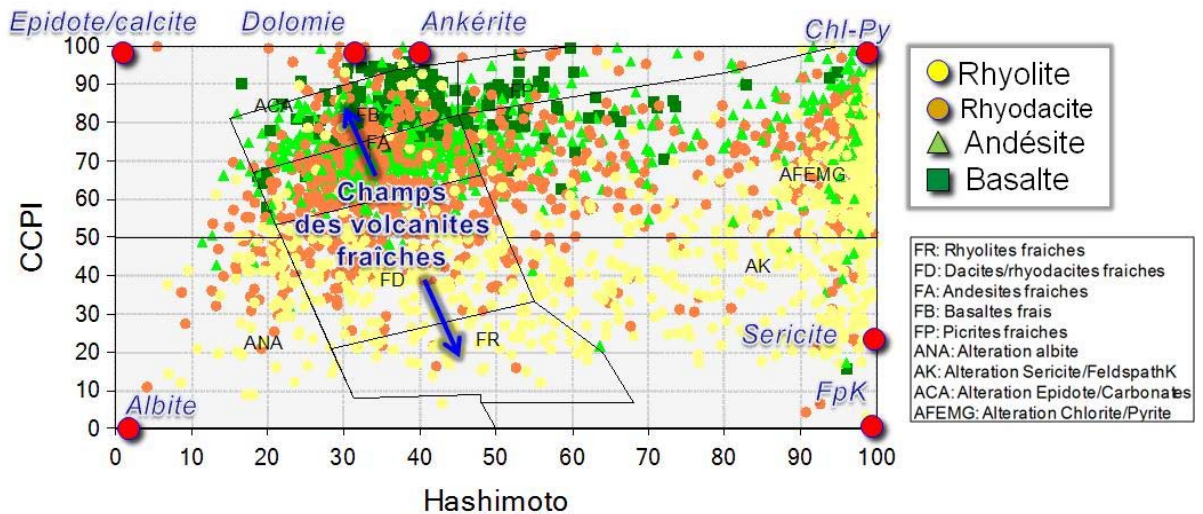 Epidote/calcite
Dolomie
Ankérite
Chl-Py
100
90
80
70
60
50
40
30
20
10
0
CCPI
ACA
FB
FP
FA
AFEMG
Champs
des volcanites
fraîches
FD
AK
ANA
FR
Sericite
Albite
FpK
0
10
20
30
40
50
60
70
80
90
100
Hashimoto
Rhyolite
Rhyodacite
Andésite
Basalte
FR: Rhyolites fraiches
FD: Dacites/rhyodacites fraiches
FA: Andesites fraiches
FB: Basaltes frais
FP: Picrites fraiches
ANA: Alteration albite
AK: Alteration Sericite/FeldspathK
ACA: Alteration Epidote/Carbonates
AFEMG: Alteration Chlorite/Pyrite